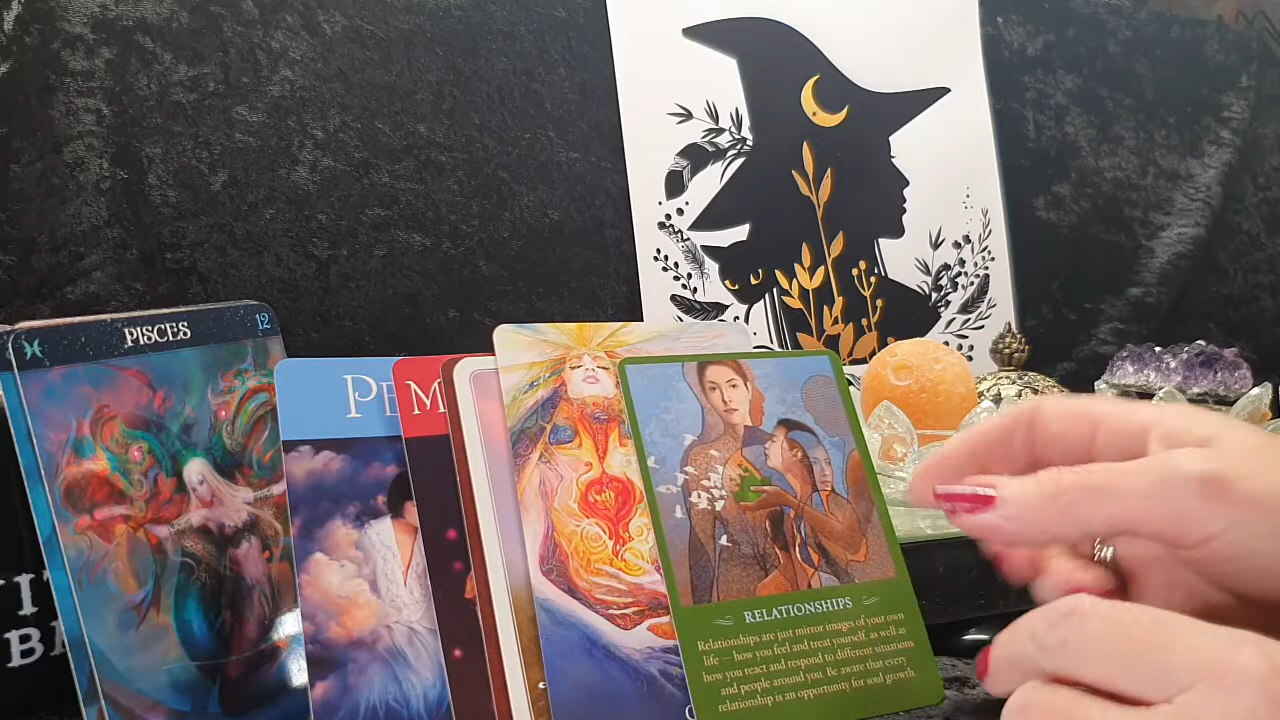 PISCES
12
PE
M
RELATIONSHIPS
Relationships are just mirror images of your own
life — how you feel and treat yourself, as well as
how you react and respond to different situations
and people around you. Be aware that every
relationship is an opportunity for soul growth.